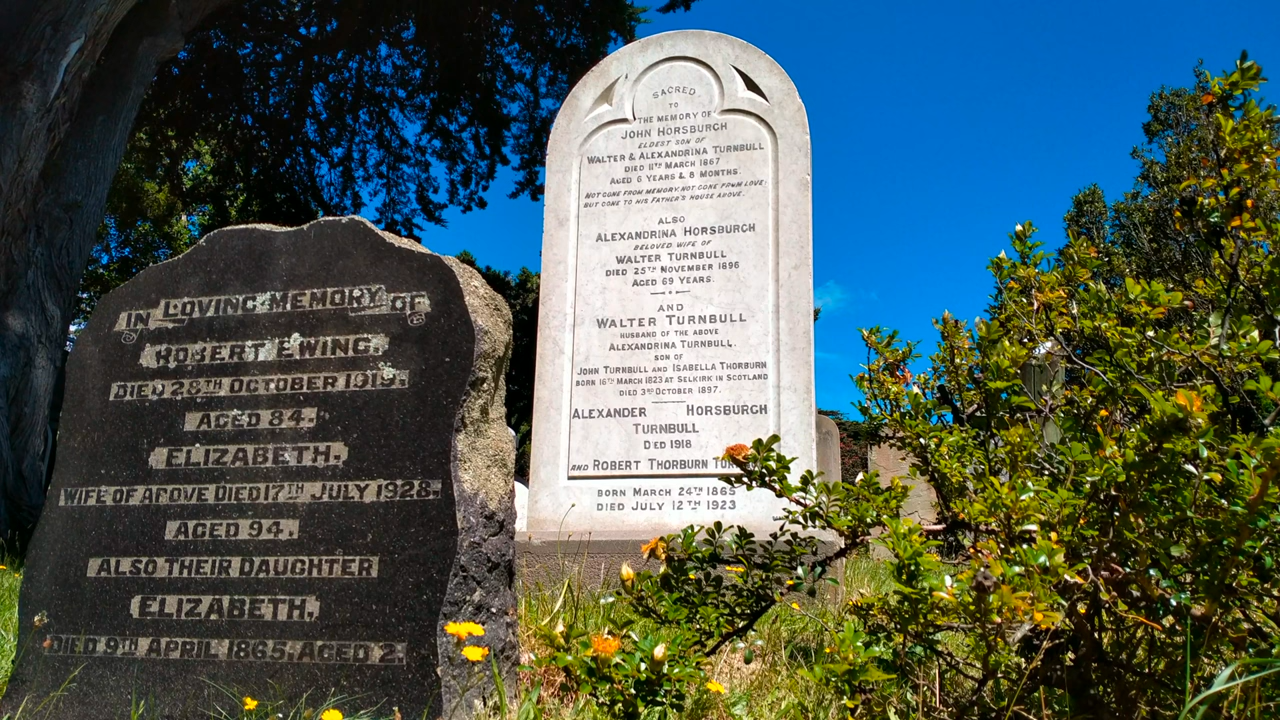 IN LOVING MEMORY OF
ROBERT EWING.
DIED 28TH OCTOBER 1919.
AGED 84.
ELIZABETH.
WIFE OF ABOVE DIED 17TH JULY 1928.
AGED 94.
ALSO THEIR DAUGHTER
ELIZABETH.
DIED 9TH APRIL 1865. AGED 2.
SACRED
TO
THE MEMORY OF
JOHN HORSBURCH
ELDEST SON OF
WALTER & ALEXANDRINA TURNBULL
DIED 11TH MARCH 1867
AGED 6 YEARS & 8 MONTHS.
NOT GONE FROM MEMORY, NOT GONE FROM LOVE;
BUT GONE TO HIS FATHER'S HOUSE ABOVE.
ALSO
ALEXANDRINA HORSBURGH
BELOVED WIFE OF
WALTER TURNBULL
DIED 25TH NOVEMBER 1896
AGED 69 YEARS.
AND
WALTER TURNBULL
HUSBAND OF THE ABOVE
ALEXANDRINA TURNBULL.
SON OF
JOHN TURNBULL AND ISABELLA THORBURN
BORN 16TH MARCH 1823 AT SELKIRK IN SCOTLAND
DIED 3RD OCTOBER 1897.
ALEXANDER HORSBURGH
TURNBULL
DIED 1918
AND ROBERT THORBURN
BORN MARCH 24TH 1865
DIED JULY 12TH 1923